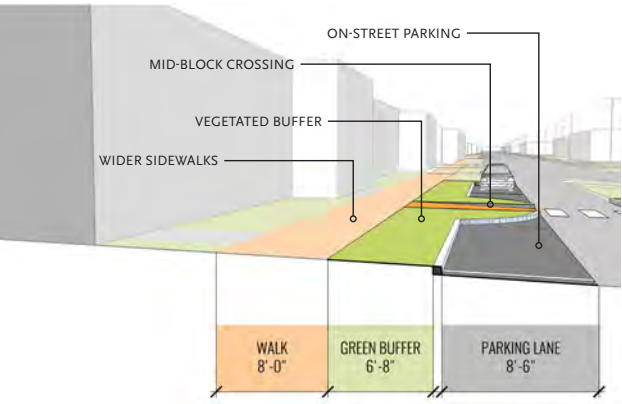 ON-STREET PARKING
MID-BLOCK CROSSING
VEGETATED BUFFER
WIDER SIDEWALKS
WALK
8'-0"
GREEN BUFFER
6'-8"
PARKING LANE
8'-6"